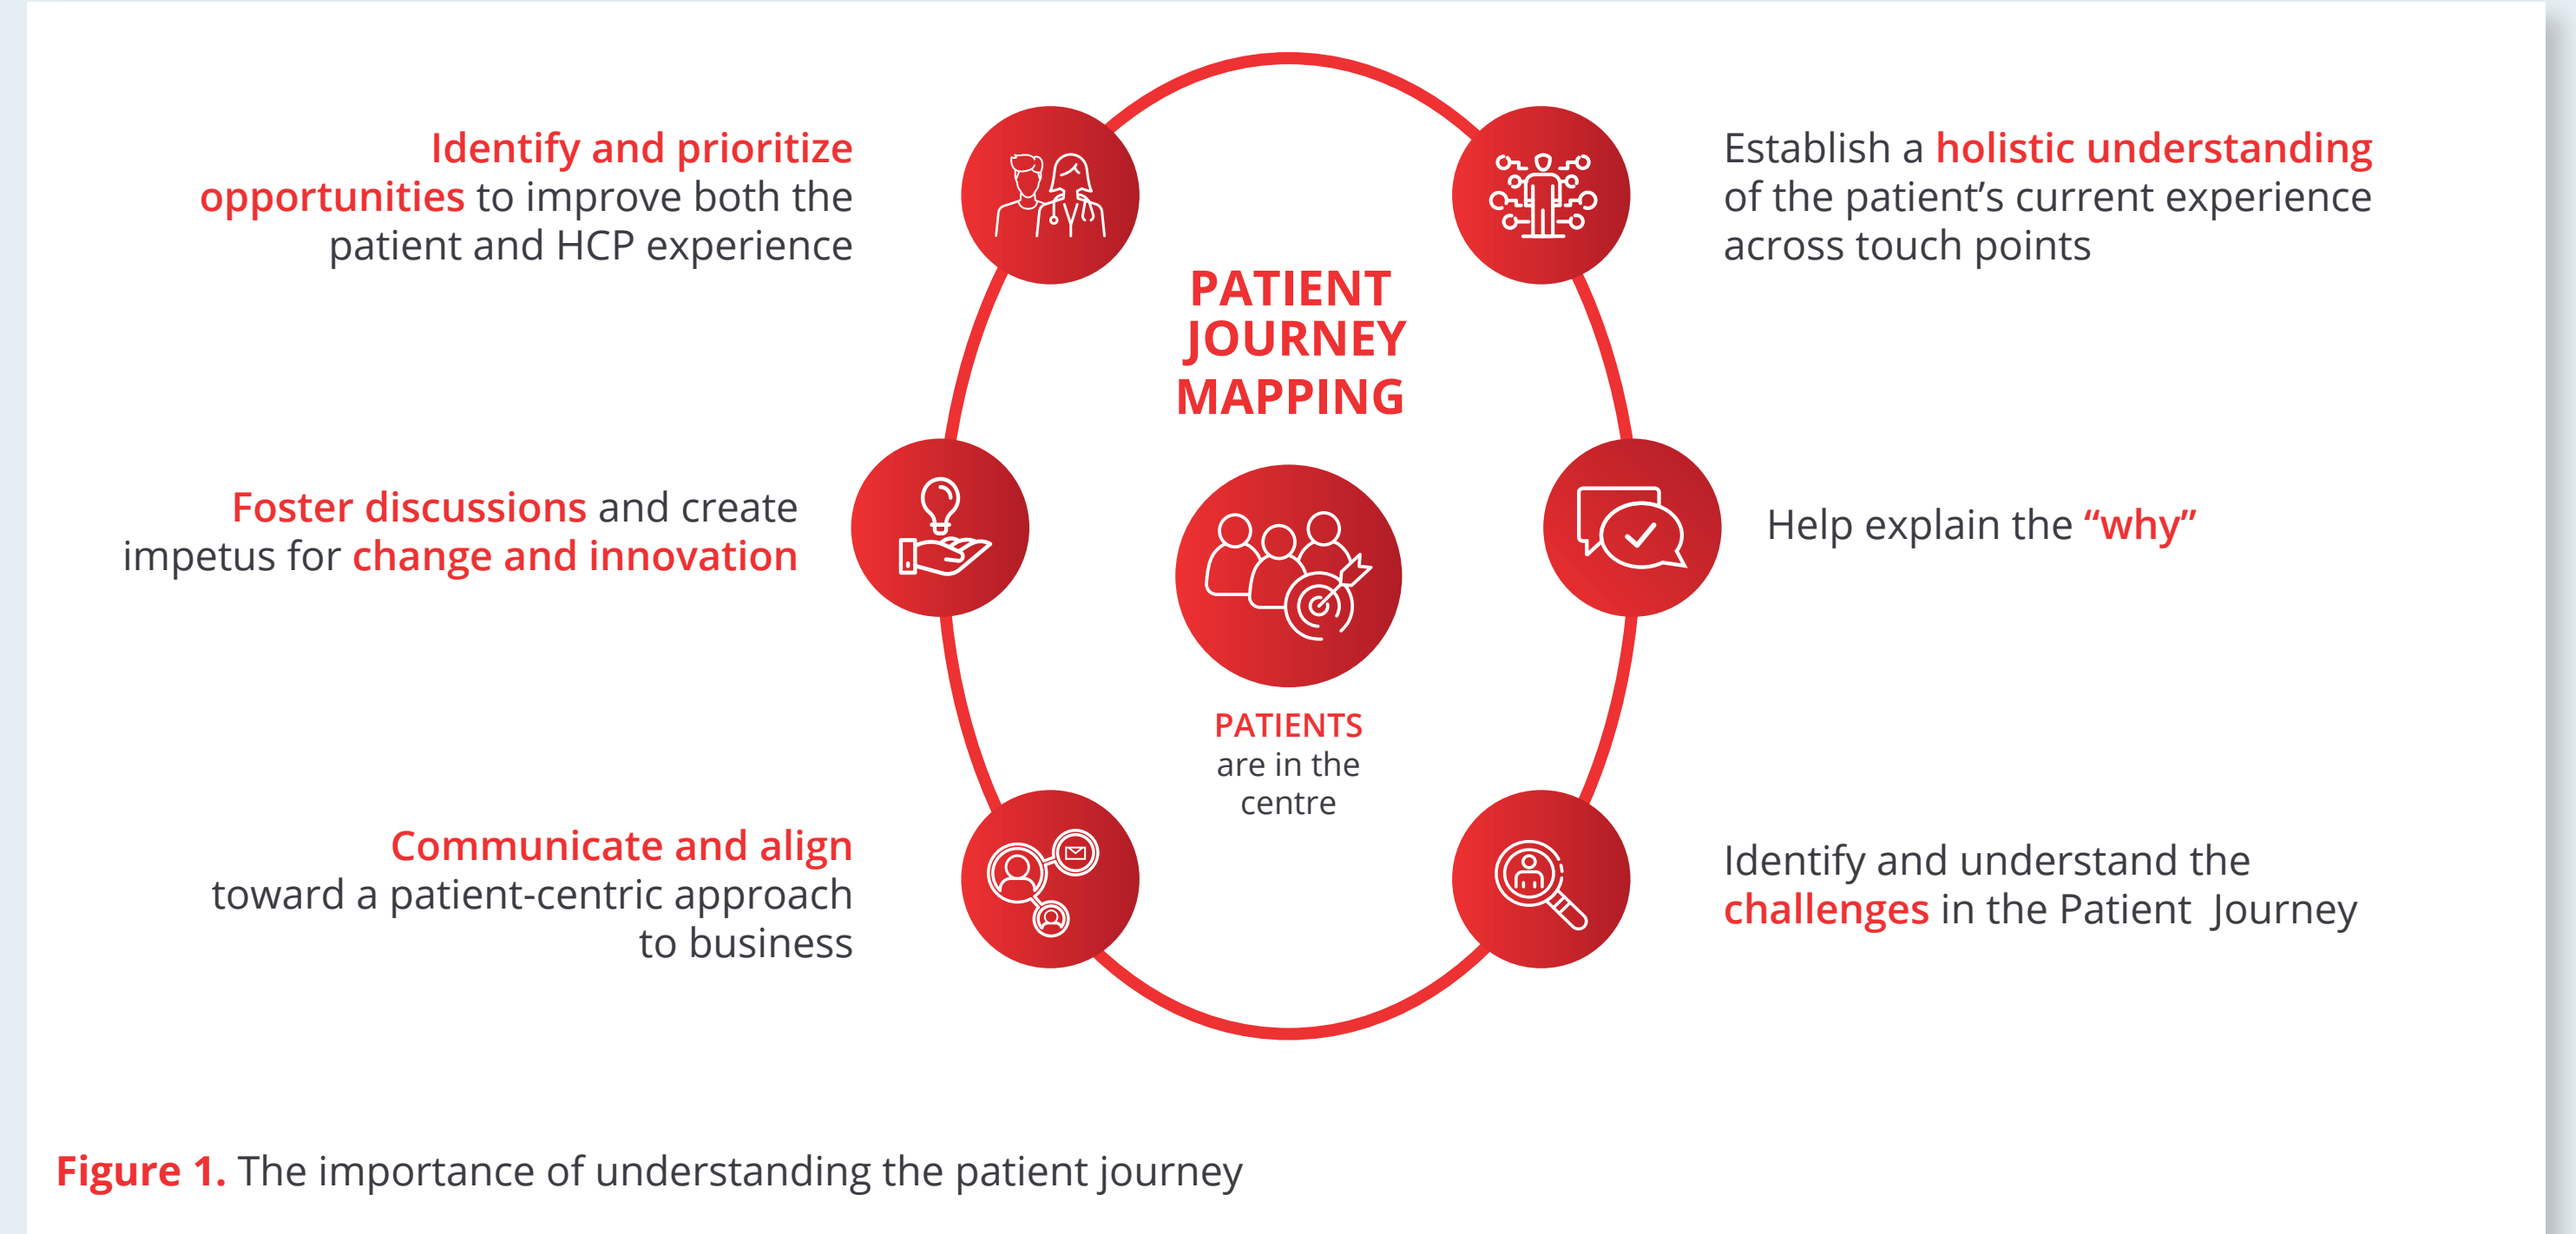 Identify and prioritize
opportunities to improve both the
patient and HCP experience
Establish a holistic understanding
of the patient’s current experience
across touch points
PATIENT
JOURNEY
MAPPING
Foster discussions and create
impetus for change and innovation
Help explain the “why”
PATIENTS
are in the
centre
Communicate and align
toward a patient-centric approach
to business
Identify and understand the
challenges in the Patient Journey
Figure 1. The importance of understanding the patient journey